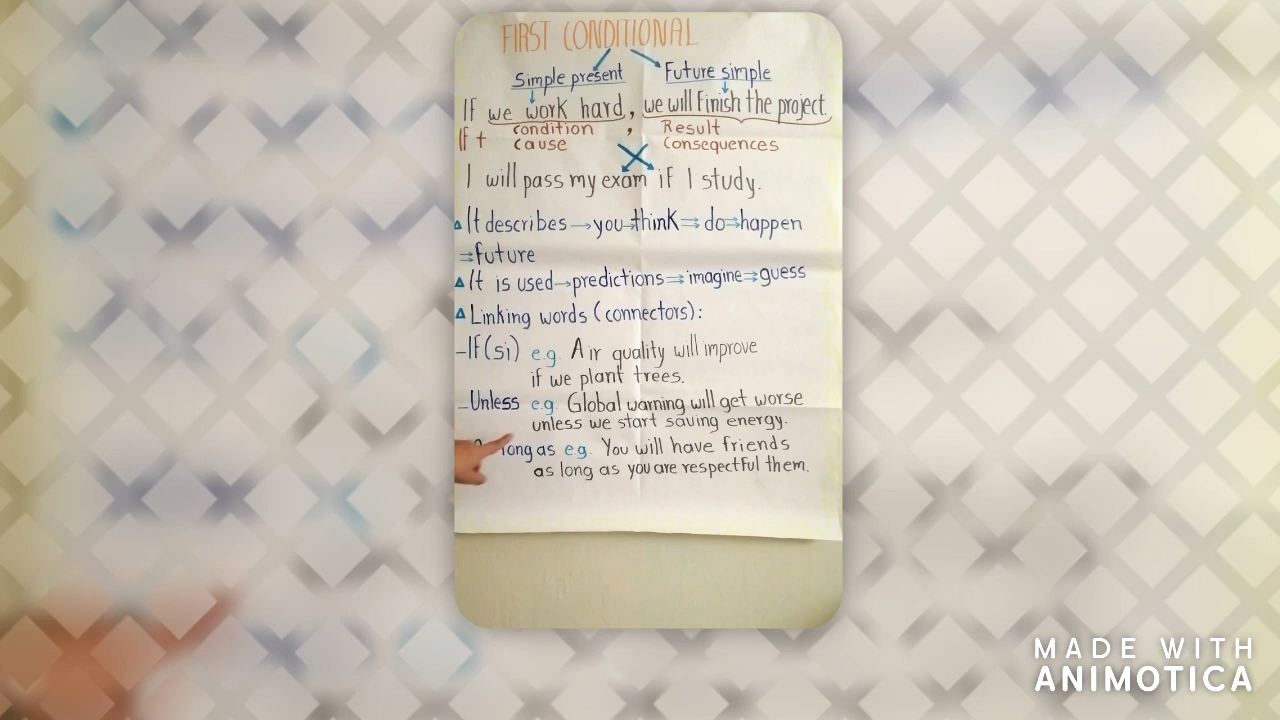 FIRST CONDITIONAL
Simple present Future simple
If we work hard, we will finish the project.
If + condition , Result
cause consequences
I will pass my exam if I study.
It describes → you → think ⇒ do ⇒ happen
⇒ future
It is used → predictions ⇒ imagine ⇒ guess
Linking words (connectors):
- If (si) e.g. Air quality will improve
if we plant trees.
- Unless e.g. Global warning will get worse
unless we start saving energy.
long as e.g. You will have friends
as long as you are respectful them.
MADE WITH
ANIMOTICA